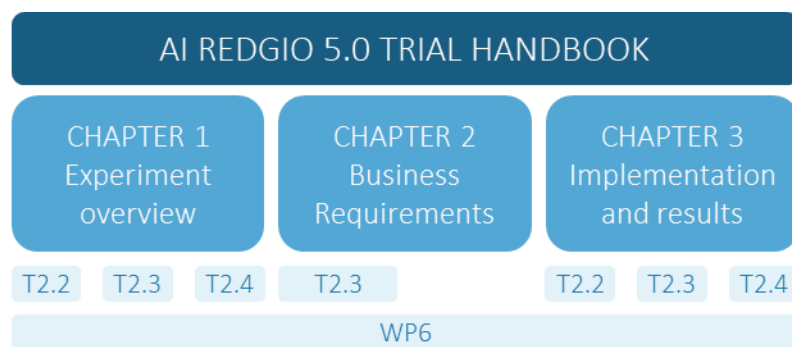 AI REDGIO 5.0 TRIAL HANDBOOK
CHAPTER 1
Experiment
overview
CHAPTER 2
Business
Requirements
CHAPTER 3
Implementation
and results
T2.2 T2.3 T2.4 T2.3 T2.2 T2.3 T2.4
WP6